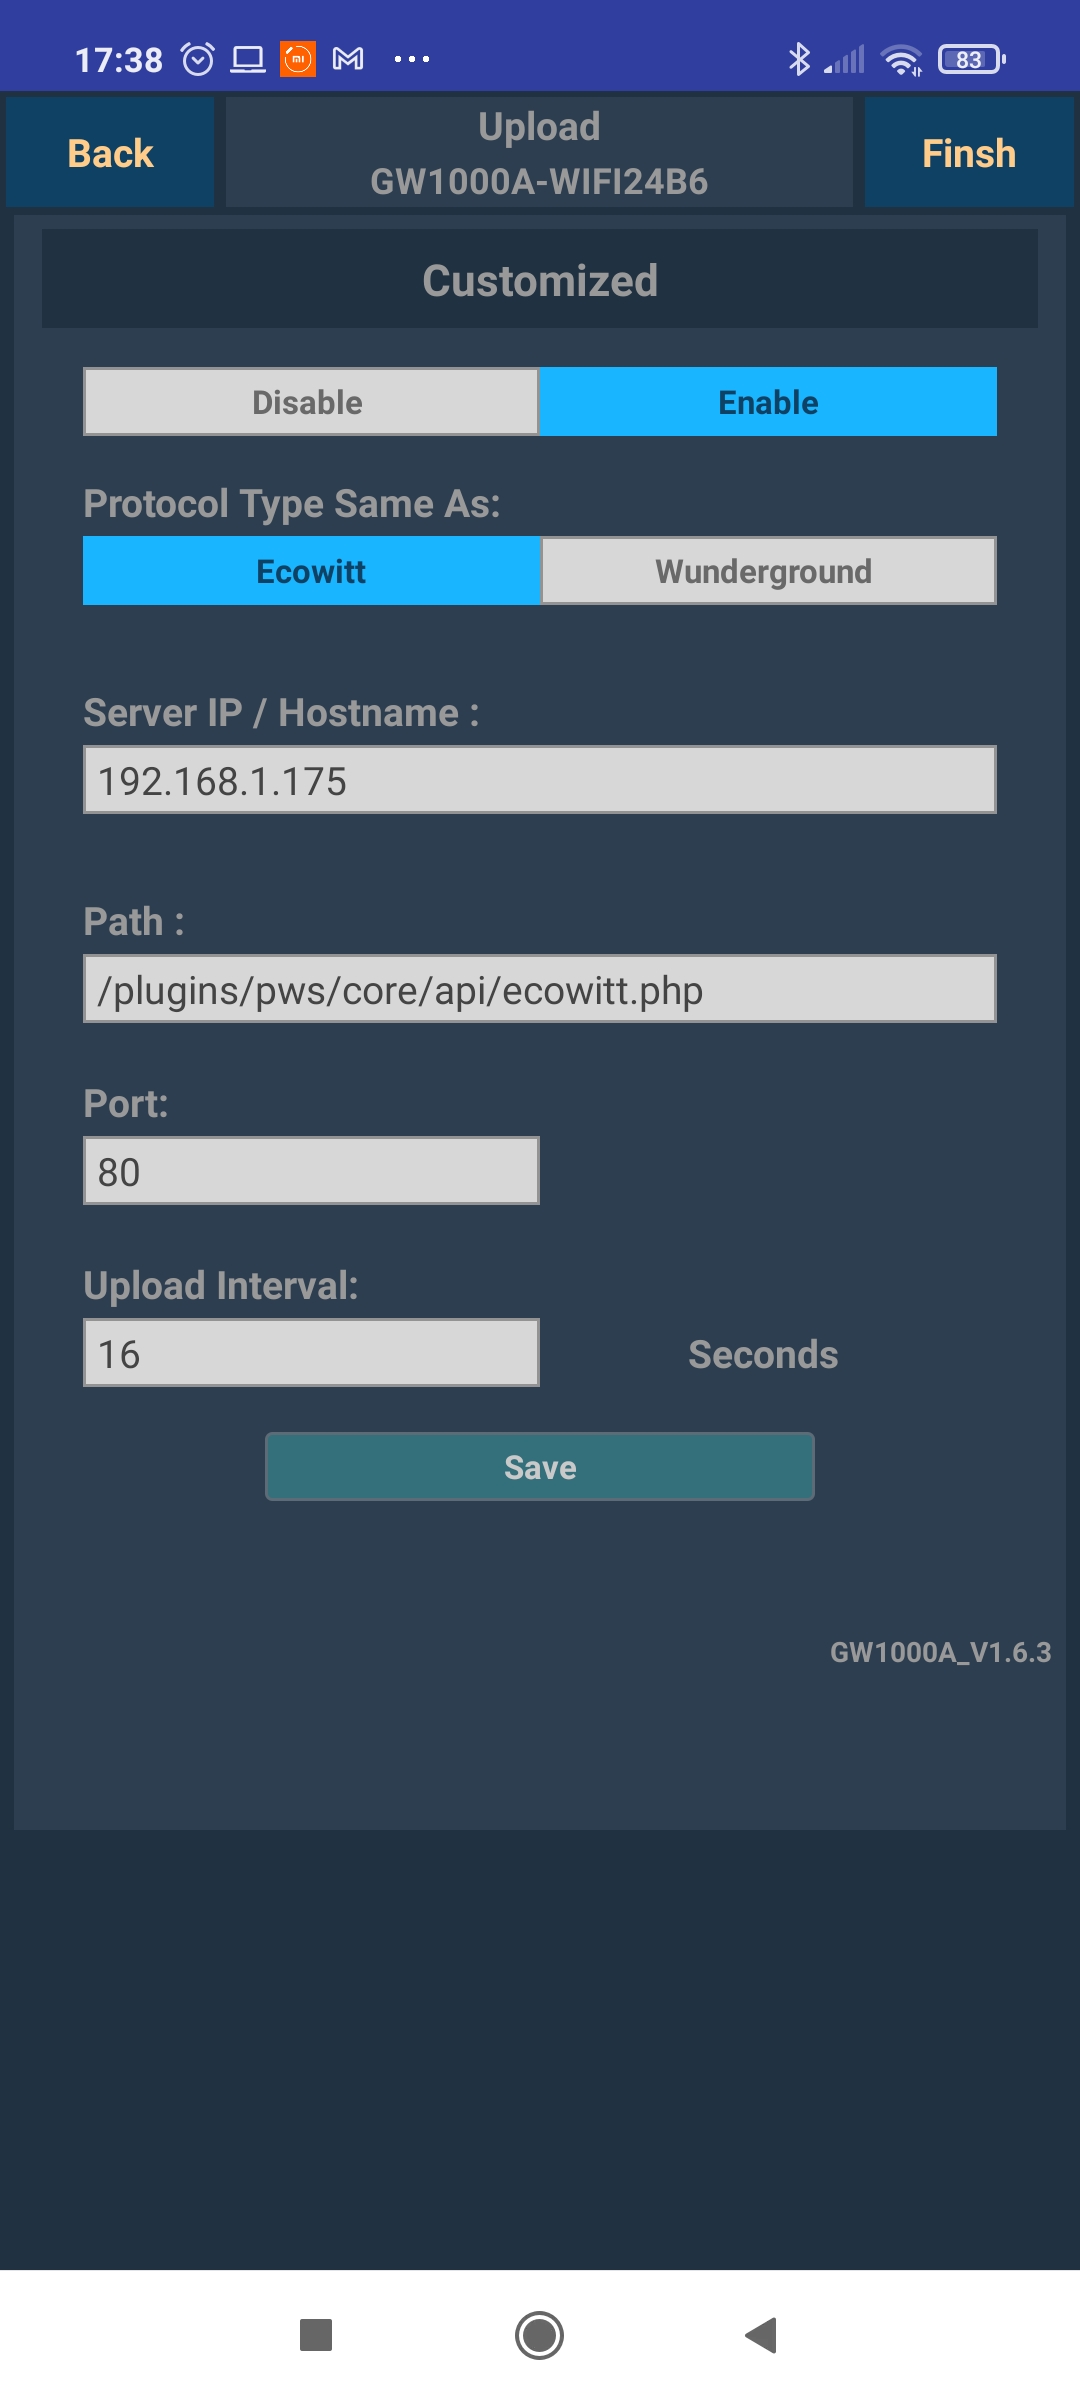 17:38
83
Back
Upload
GW1000A-WIFI24B6
Finsh
Customized
Disable
Enable
Protocol Type Same As:
Ecowitt
Wunderground
Server IP / Hostname :
192.168.1.175
Path :
/plugins/pws/core/api/ecowitt.php
Port:
80
Upload Interval:
16
Seconds
Save
GW1000A_V1.6.3